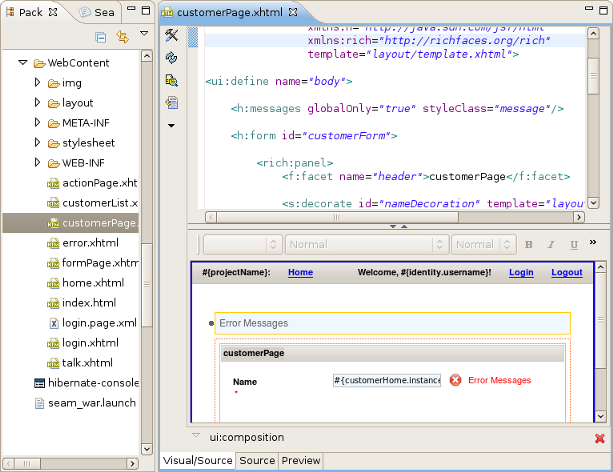 Pack
Sea
WebContent
img
layout
META-INF
stylesheet
WEB-INF
actionPage.xht
customerList.x
customerPage.
error.xhtml
formPage.xhtm
home.xhtml
index.html
login.page.xml
login.xhtml
talk.xhtml
hibernate-console
seam_war.launch
customerPage.xhtml
xmlns:h="http://java.sun.com/jsf/html"
xmlns:rich="http://richfaces.org/rich"
template="layout/template.xhtml">
<ui:define name="body">
<h:messages globalOnly="true" styleClass="message"/>
<h:form id="customerForm">
<rich:panel>
<f:facet name="header">customerPage</f:facet>
<s:decorate id="nameDecoration" template="layou
Normal
Normal
B I U »
#{projectName}: Home Welcome, #{identity.username}! Login Logout
Error Messages
customerPage
Name #{customerHome.instance Error Messages
*
ui:composition
Visual/Source Source Preview